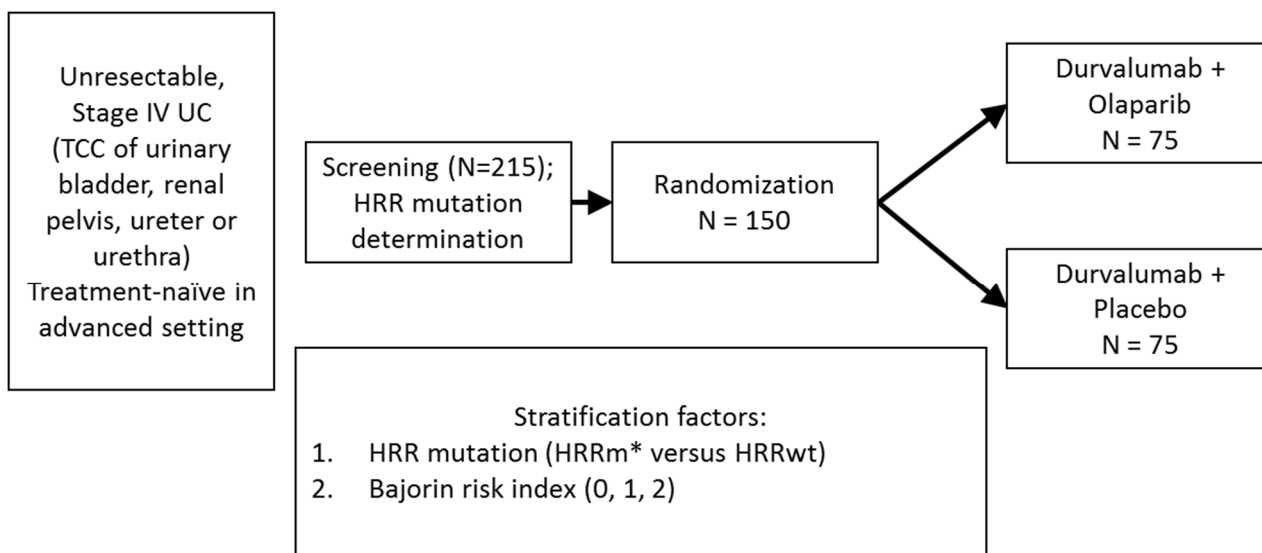 Unresectable,
Stage IV UC
(TCC of urinary
bladder, renal
pelvis, ureter or
urethra)
Treatment-naïve in
advanced setting
Screening (N=215);
HRR mutation
determination
Randomization
N = 150
Durvalumab +
Olaparib
N = 75
Durvalumab +
Placebo
N = 75
Stratification factors:
1. HRR mutation (HRRm* versus HRRwt)
2. Bajorin risk index (0, 1, 2)